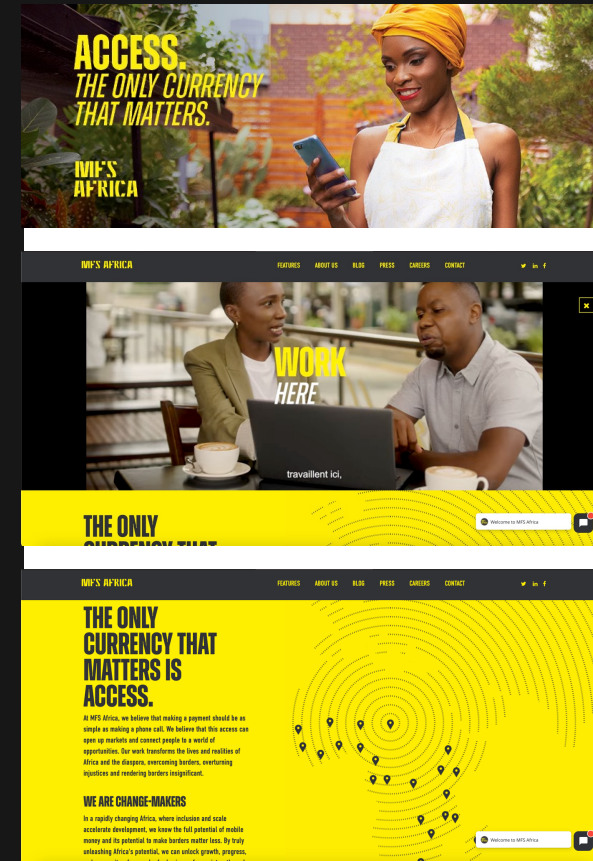 ACCESS.
THE ONLY CURRENCY
THAT MATTERS.
MFS
AFRICA
MFS AFRICA
FEATURES ABOUT US BLOG PRESS CAREERS CONTACT
WORK
HERE
travaillent ici,
THE ONLY
CURRENCY THAT
Welcome to MFS Africa
MFS AFRICA
FEATURES ABOUT US BLOG PRESS CAREERS CONTACT
THE ONLY
CURRENCY THAT
MATTERS IS
ACCESS.
At MFS Africa, we believe that making a payment should be as
simple as making a phone call. We believe that this access can
open up markets and connect people to a world of
opportunities. Our work transforms the lives and realities of
Africa and the diaspora, overcoming borders, overturning
injustices and rendering borders insignificant.
WE ARE CHANGE-MAKERS
In a rapidly changing Africa, where inclusion and scale
accelerate development, we know the full potential of mobile
money and its potential to make borders matter less. By truly
unleashing Africa's potential, we can unlock growth, progress,
Welcome to MFS Africa